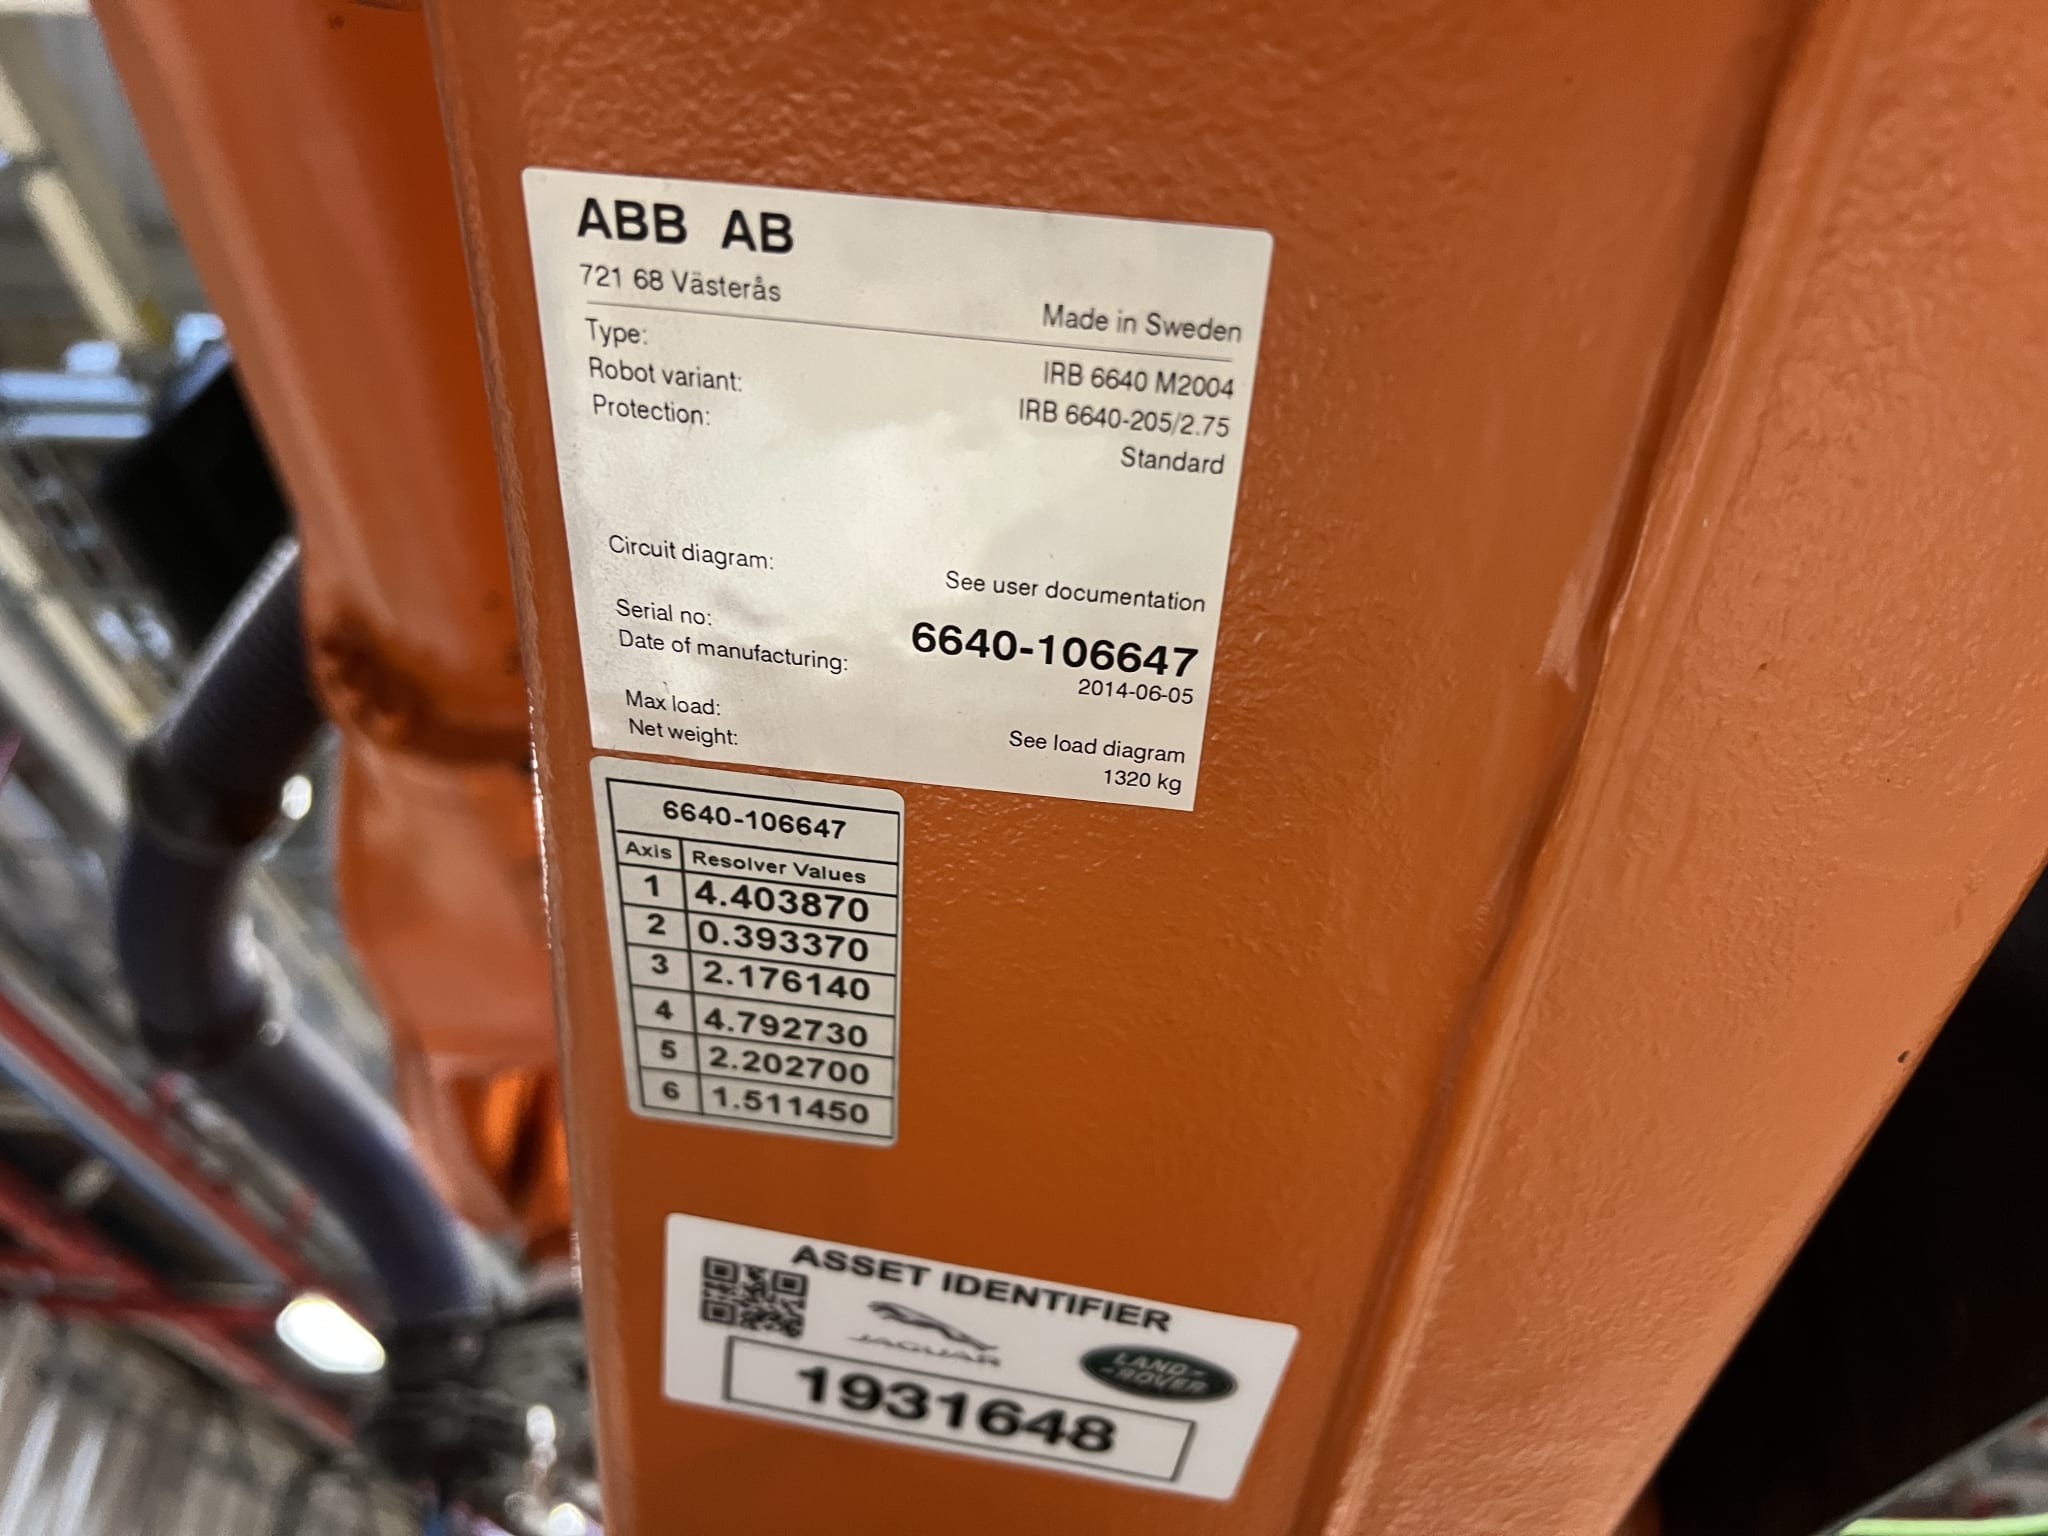 ABB AB
721 68 Västerås
Made in Sweden
Type: IRB 6640 M2004
Robot variant: IRB 6640-205/2.75
Protection: Standard
Circuit diagram: See user documentation
Serial no: 6640-106647
Date of manufacturing: 2014-06-05
Max load: See load diagram
Net weight: 1320 kg
6640-106647
Axis Resolver Values
1 4.403870
2 0.393370
3 2.176140
4 4.792730
5 2.202700
6 1.511450
ASSET IDENTIFIER
JAGUAR
LAND-
-ROVER
1931648